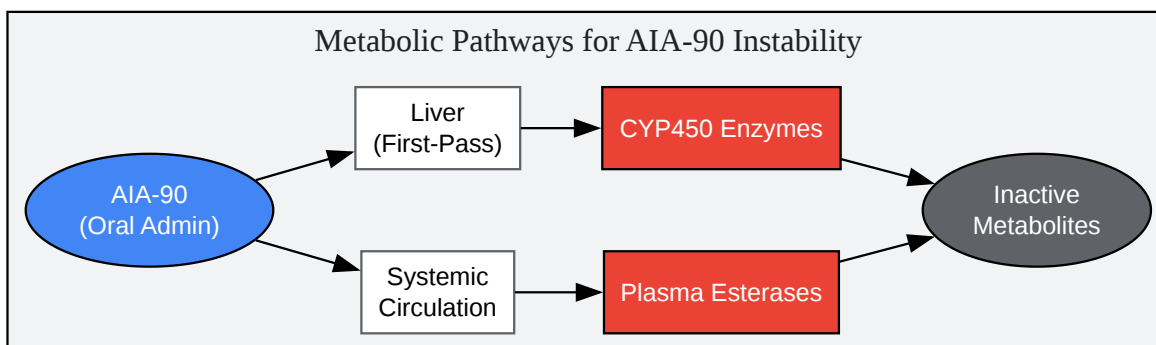 Metabolic Pathways for AIA-90 Instability
AIA-90
(Oral Admin)
Liver
(First-Pass)
CYP450 Enzymes
Systemic
Circulation
Plasma Esterases
Inactive
Metabolites